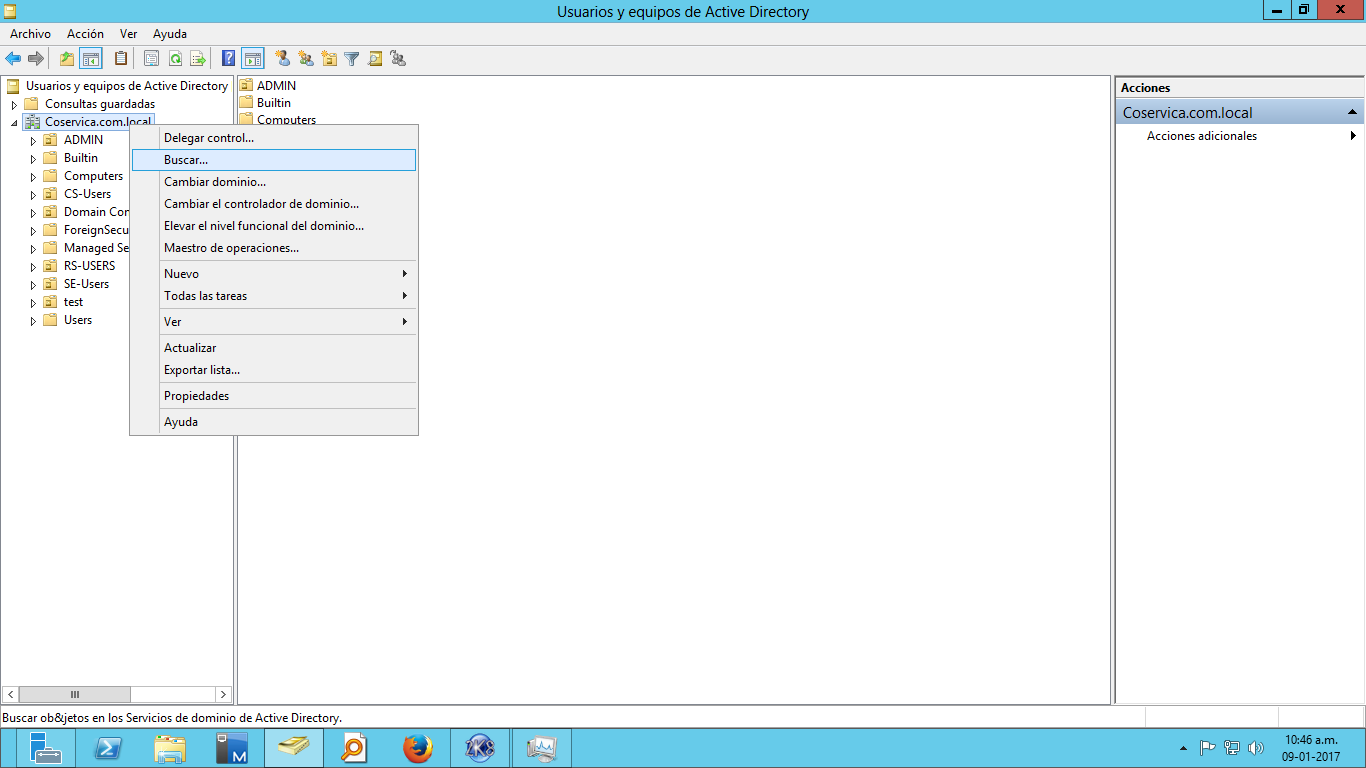 Usuarios y equipos de Active Directory
Archivo Acción Ver Ayuda
Usuarios y equipos de Active Directory
Consultas guardadas
Coservica.com.local
ADMIN
Builtin
Computers
CS-Users
Domain Con
ForeignSecu
Managed Se
RS-USERS
SE-Users
test
Users
Delegar control...
Buscar...
Cambiar dominio...
Cambiar el controlador de dominio...
Elevar el nivel funcional del dominio...
Maestro de operaciones...
Nuevo
Todas las tareas
Ver
Actualizar
Exportar lista...
Propiedades
Ayuda
ADMIN
Builtin
Computers
Acciones
Coservica.com.local
Acciones adicionales
Buscar ob&jetos en los Servicios de dominio de Active Directory.
M
ZKS
10:46 a.m.
09-01-2017